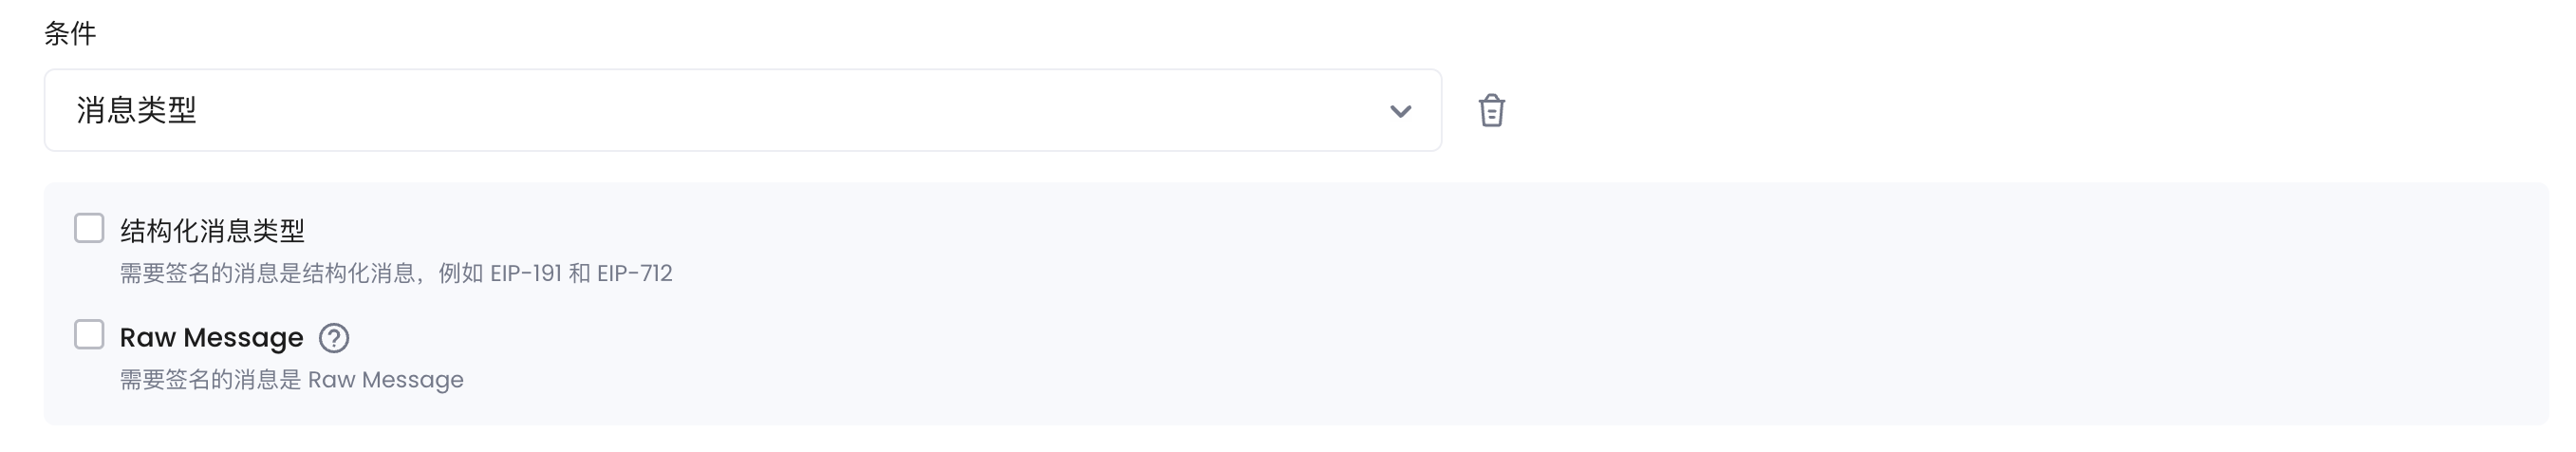 条件
消息类型
结构化消息类型
需要签名的消息是结构化消息，例如 EIP-191 和 EIP-712
Raw Message
需要签名的消息是 Raw Message